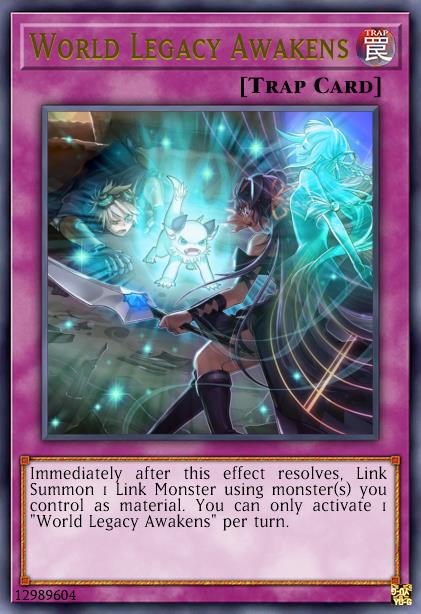 World Legacy Awakens
TRAP
罠
[Trap Card]
Immediately after this effect resolves, Link
Summon 1 Link Monster using monster(s) you
control as material. You can only activate 1
"World Legacy Awakens" per turn.
12989604